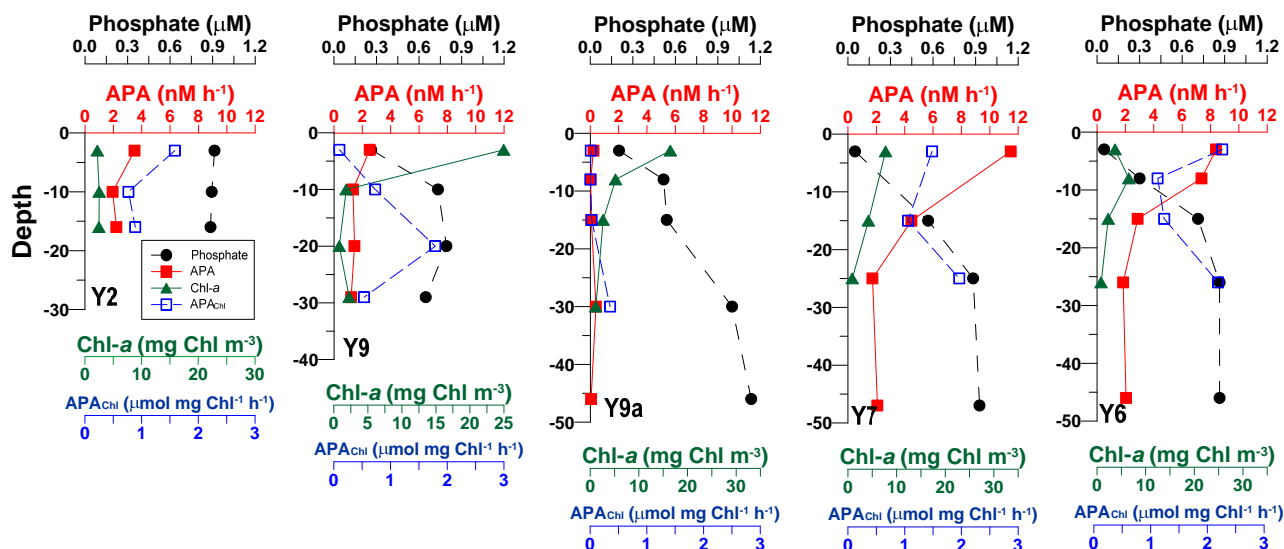 Phosphate (μM)
0.0 0.3 0.6 0.9 1.2
APA (nM h-1)
0 2 4 6 8 10 12
Depth
0
-10
-20
-30
Y2
Phosphate
APA
Chl-a
APAChl
Chl-a (mg Chl m-3)
0 5 10 15 20 25 30
APAChl (μmol mg Chl-1 h-1)
0 1 2 3
Phosphate (μM)
0.0 0.3 0.6 0.9 1.2
APA (nM h-1)
0 2 4 6 8 10 12
0
-10
-20
-30
-40
Y9
Chl-a (mg Chl m-3)
0 5 10 15 20 25
APAChl (μmol mg Chl-1 h-1)
0 1 2 3
Phosphate (μM)
0.0 0.3 0.6 0.9 1.2
APA (nM h-1)
0 2 4 6 8 10 12
0
-10
-20
-30
-40
-50
Y9a
Chl-a (mg Chl m-3)
0 5 10 15 20 25 30
APAChl (μmol mg Chl-1 h-1)
0 1 2 3
Phosphate (μM)
0.0 0.3 0.6 0.9 1.2
APA (nM h-1)
0 2 4 6 8 10 12
0
-10
-20
-30
-40
-50
Y7
Chl-a (mg Chl m-3)
0 5 10 15 20 25 30
APAChl (μmol mg Chl-1 h-1)
0 1 2 3
Phosphate (μM)
0.0 0.3 0.6 0.9 1.2
APA (nM h-1)
0 2 4 6 8 10 12
0
-10
-20
-30
-40
-50
Y6
Chl-a (mg Chl m-3)
0 5 10 15 20 25 30
APAChl (μmol mg Chl-1 h-1)
0 1 2 3